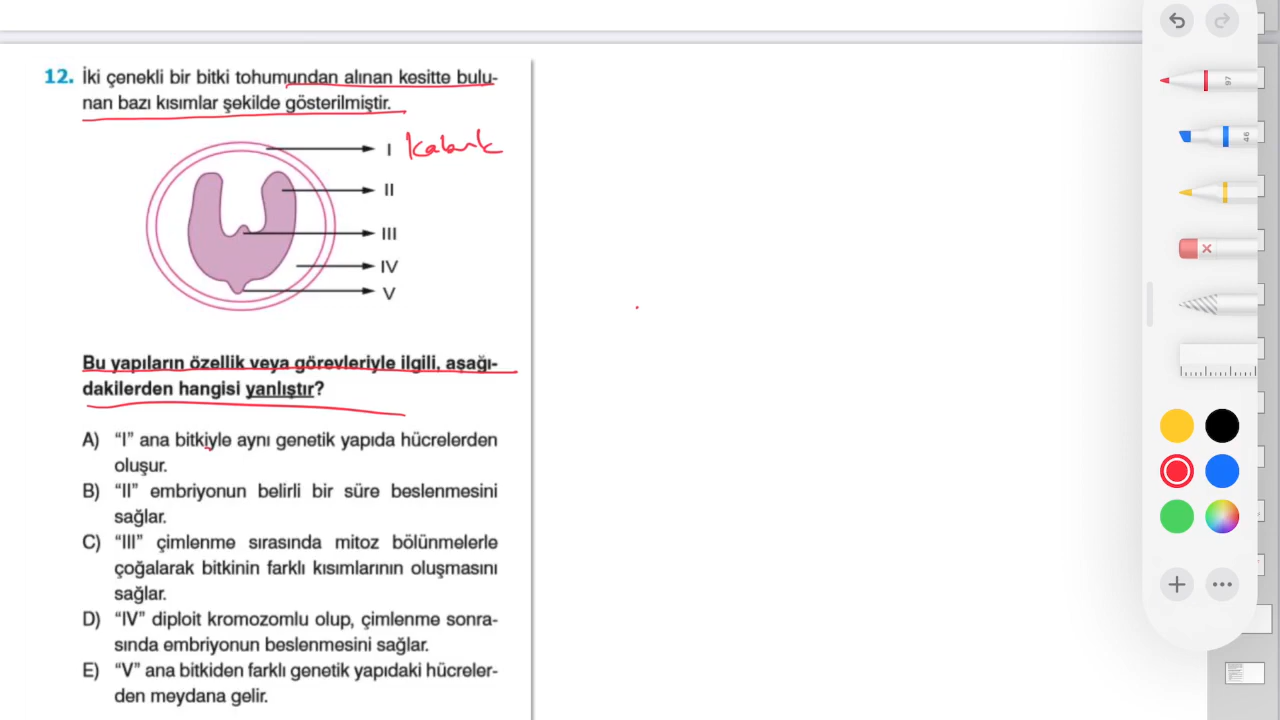 12. İki çenekli bir bitki tohumundan alınan kesitte bulu-
nan bazı kısımlar şekilde gösterilmiştir.
I kabuk
II
III
IV
V
Bu yapıların özellik veya görevleriyle ilgili, aşağı-
dakilerden hangisi yanlıştır?
A) “I” ana bitkiyle aynı genetik yapıda hücrelerden
oluşur.
B) “II” embriyonun belirli bir süre beslenmesini
sağlar.
C) “III” çimlenme sırasında mitoz bölünmelerle
çoğalarak bitkinin farklı kısımlarının oluşmasını
sağlar.
D) “IV” diploit kromozomlu olup, çimlenme sonra-
sında embriyonun beslenmesini sağlar.
E) “V” ana bitkiden farklı genetik yapıdaki hücreler-
den meydana gelir.
97
46